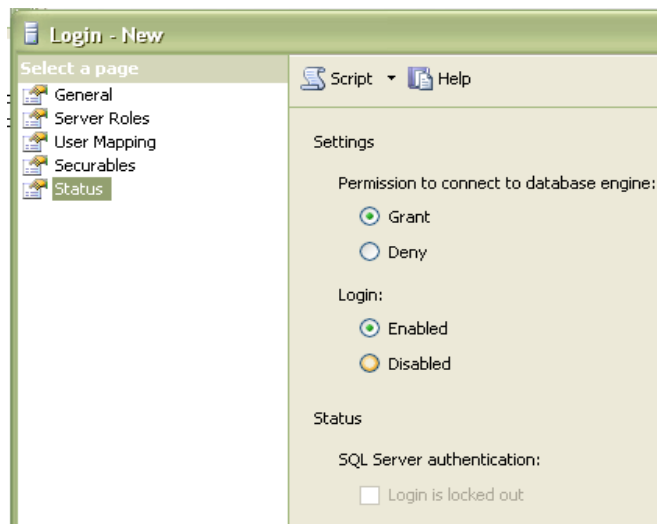 Login - New
Select a page
General
Server Roles
User Mapping
Securables
Status
Script Help
Settings
Permission to connect to database engine:
Grant
Deny
Login:
Enabled
Disabled
Status
SQL Server authentication:
Login is locked out